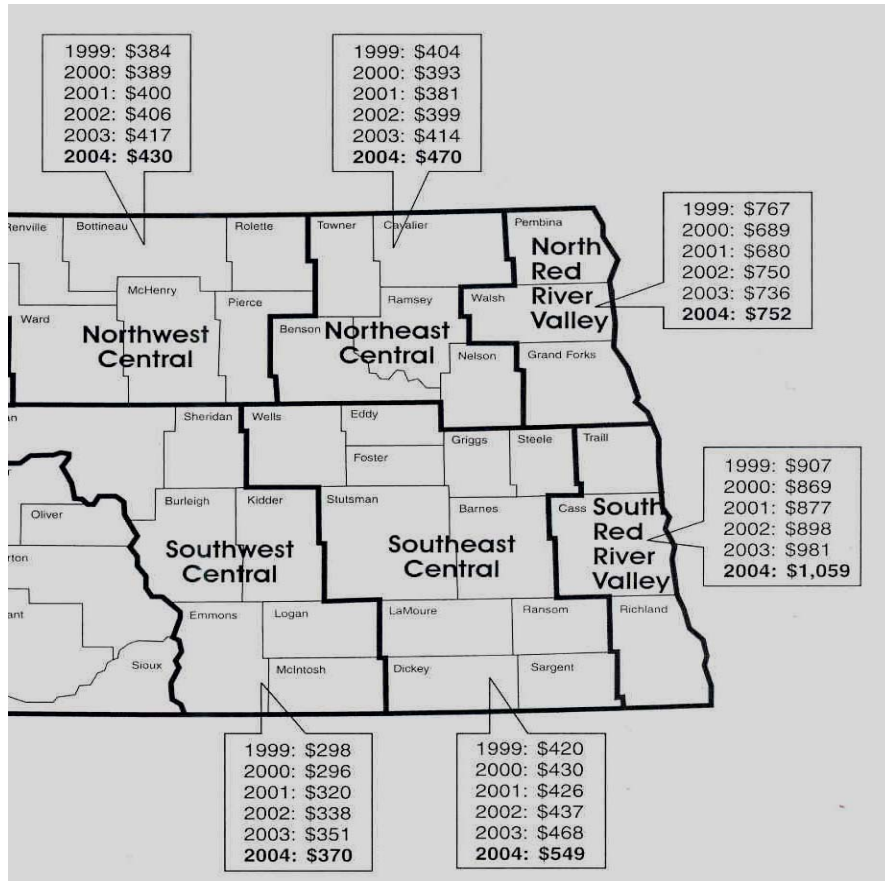 1999: $384
2000: $389
2001: $400
2002: $406
2003: $417
2004: $430
1999: $404
2000: $393
2001: $381
2002: $399
2003: $414
2004: $470
1999: $767
2000: $689
2001: $680
2002: $750
2003: $736
2004: $752
Renville
Bottineau
Rolette
Towner
Cavalier
Pembina
North
Red
River
Valley
McHenry
Pierce
Ramsey
Walsh
Ward
Northwest
Central
Benson
Northeast
Central
Nelson
Grand Forks
an
Sheridan
Wells
Eddy
Griggs
Steele
Traill
Foster
1999: $907
2000: $869
2001: $877
2002: $898
2003: $981
2004: $1,059
Oliver
Burleigh
Kidder
Stutsman
Barnes
Cass
South
Red
River
Valley
Southwest
Central
Southeast
Central
rton
ant
Emmons
Logan
LaMoure
Ransom
Richland
Sioux
McIntosh
Dickey
Sargent
1999: $298
2000: $296
2001: $320
2002: $338
2003: $351
2004: $370
1999: $420
2000: $430
2001: $426
2002: $437
2003: $468
2004: $549